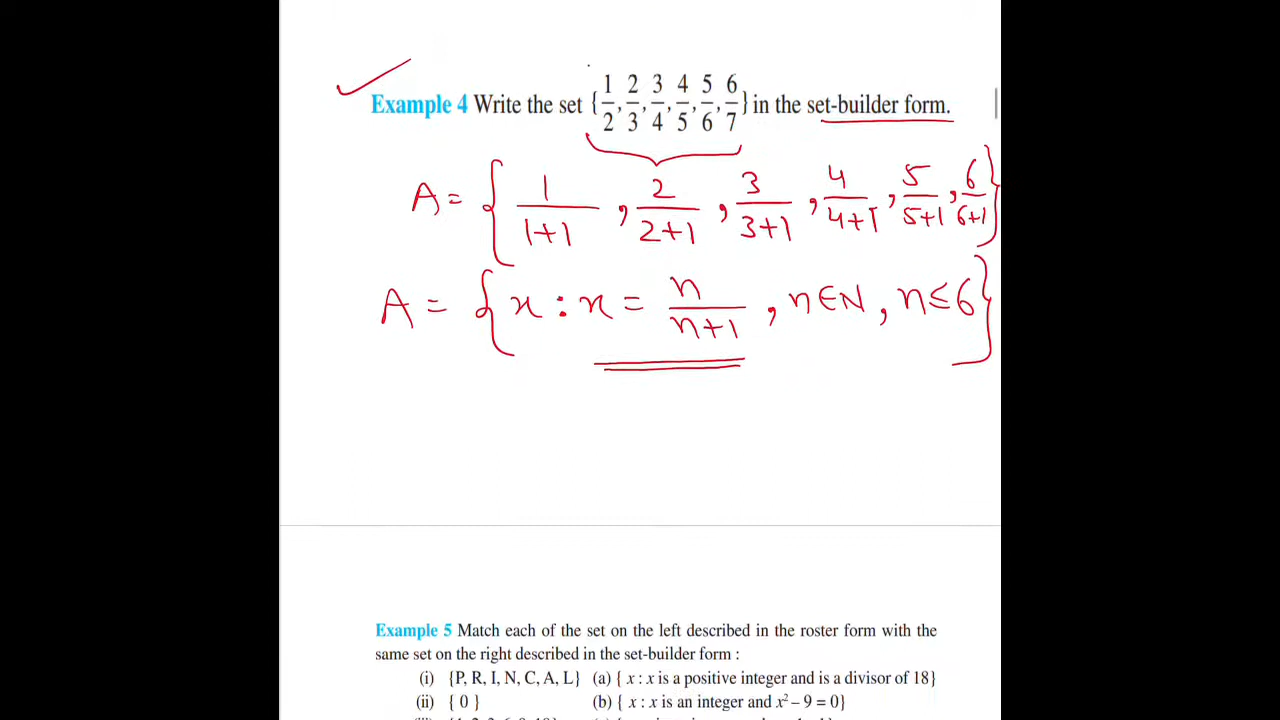 Example 4 Write the set {1/2, 2/3, 3/4, 4/5, 5/6, 6/7} in the set-builder form.
A = {1/(1+1), 2/(2+1), 3/(3+1), 4/(4+1), 5/(5+1), 6/(6+1)}
A = {x : x = n/(n+1), n∈N, n≤6}
Example 5 Match each of the set on the left described in the roster form with the
same set on the right described in the set-builder form :
(i) {P, R, I, N, C, A, L} (a) { x : x is a positive integer and is a divisor of 18}
(ii) { 0 } (b) { x : x is an integer and x² – 9 = 0}